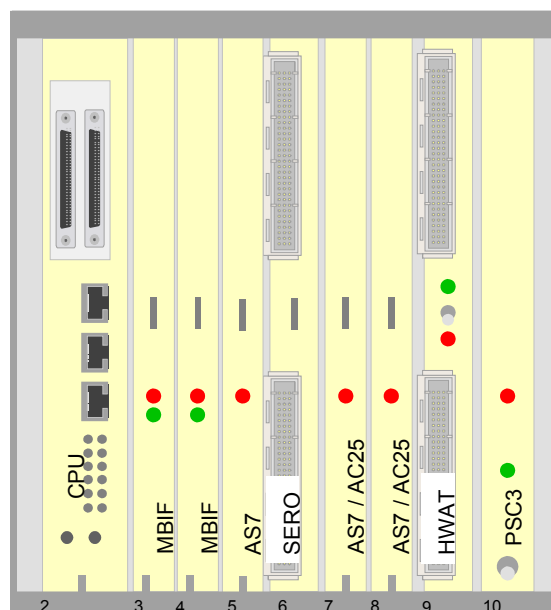 CPU
MBIF
MBIF
AS7
SERO
AS7 / AC25
AS7 / AC25
HWAT
PSC3
2 3 4 5 6 7 8 9 10